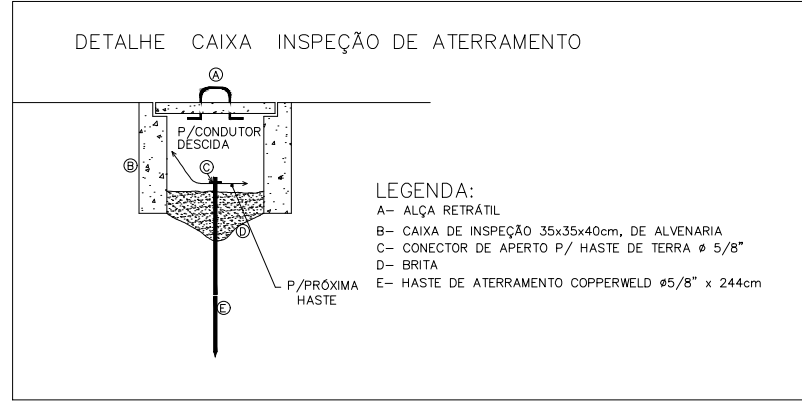 DETALHE CAIXA INSPEÇÃO DE ATERRAMENTO
A
P/CONDUTOR
DESCIDA
B
C
D
P/PRÓXIMA
HASTE
E
LEGENDA:
A- ALÇA RETRÁTIL
B- CAIXA DE INSPEÇÃO 35x35x40cm, DE ALVENARIA
C- CONECTOR DE APERTO P/ HASTE DE TERRA ø 5/8"
D- BRITA
E- HASTE DE ATERRAMENTO COPPERWELD ø5/8" x 244cm